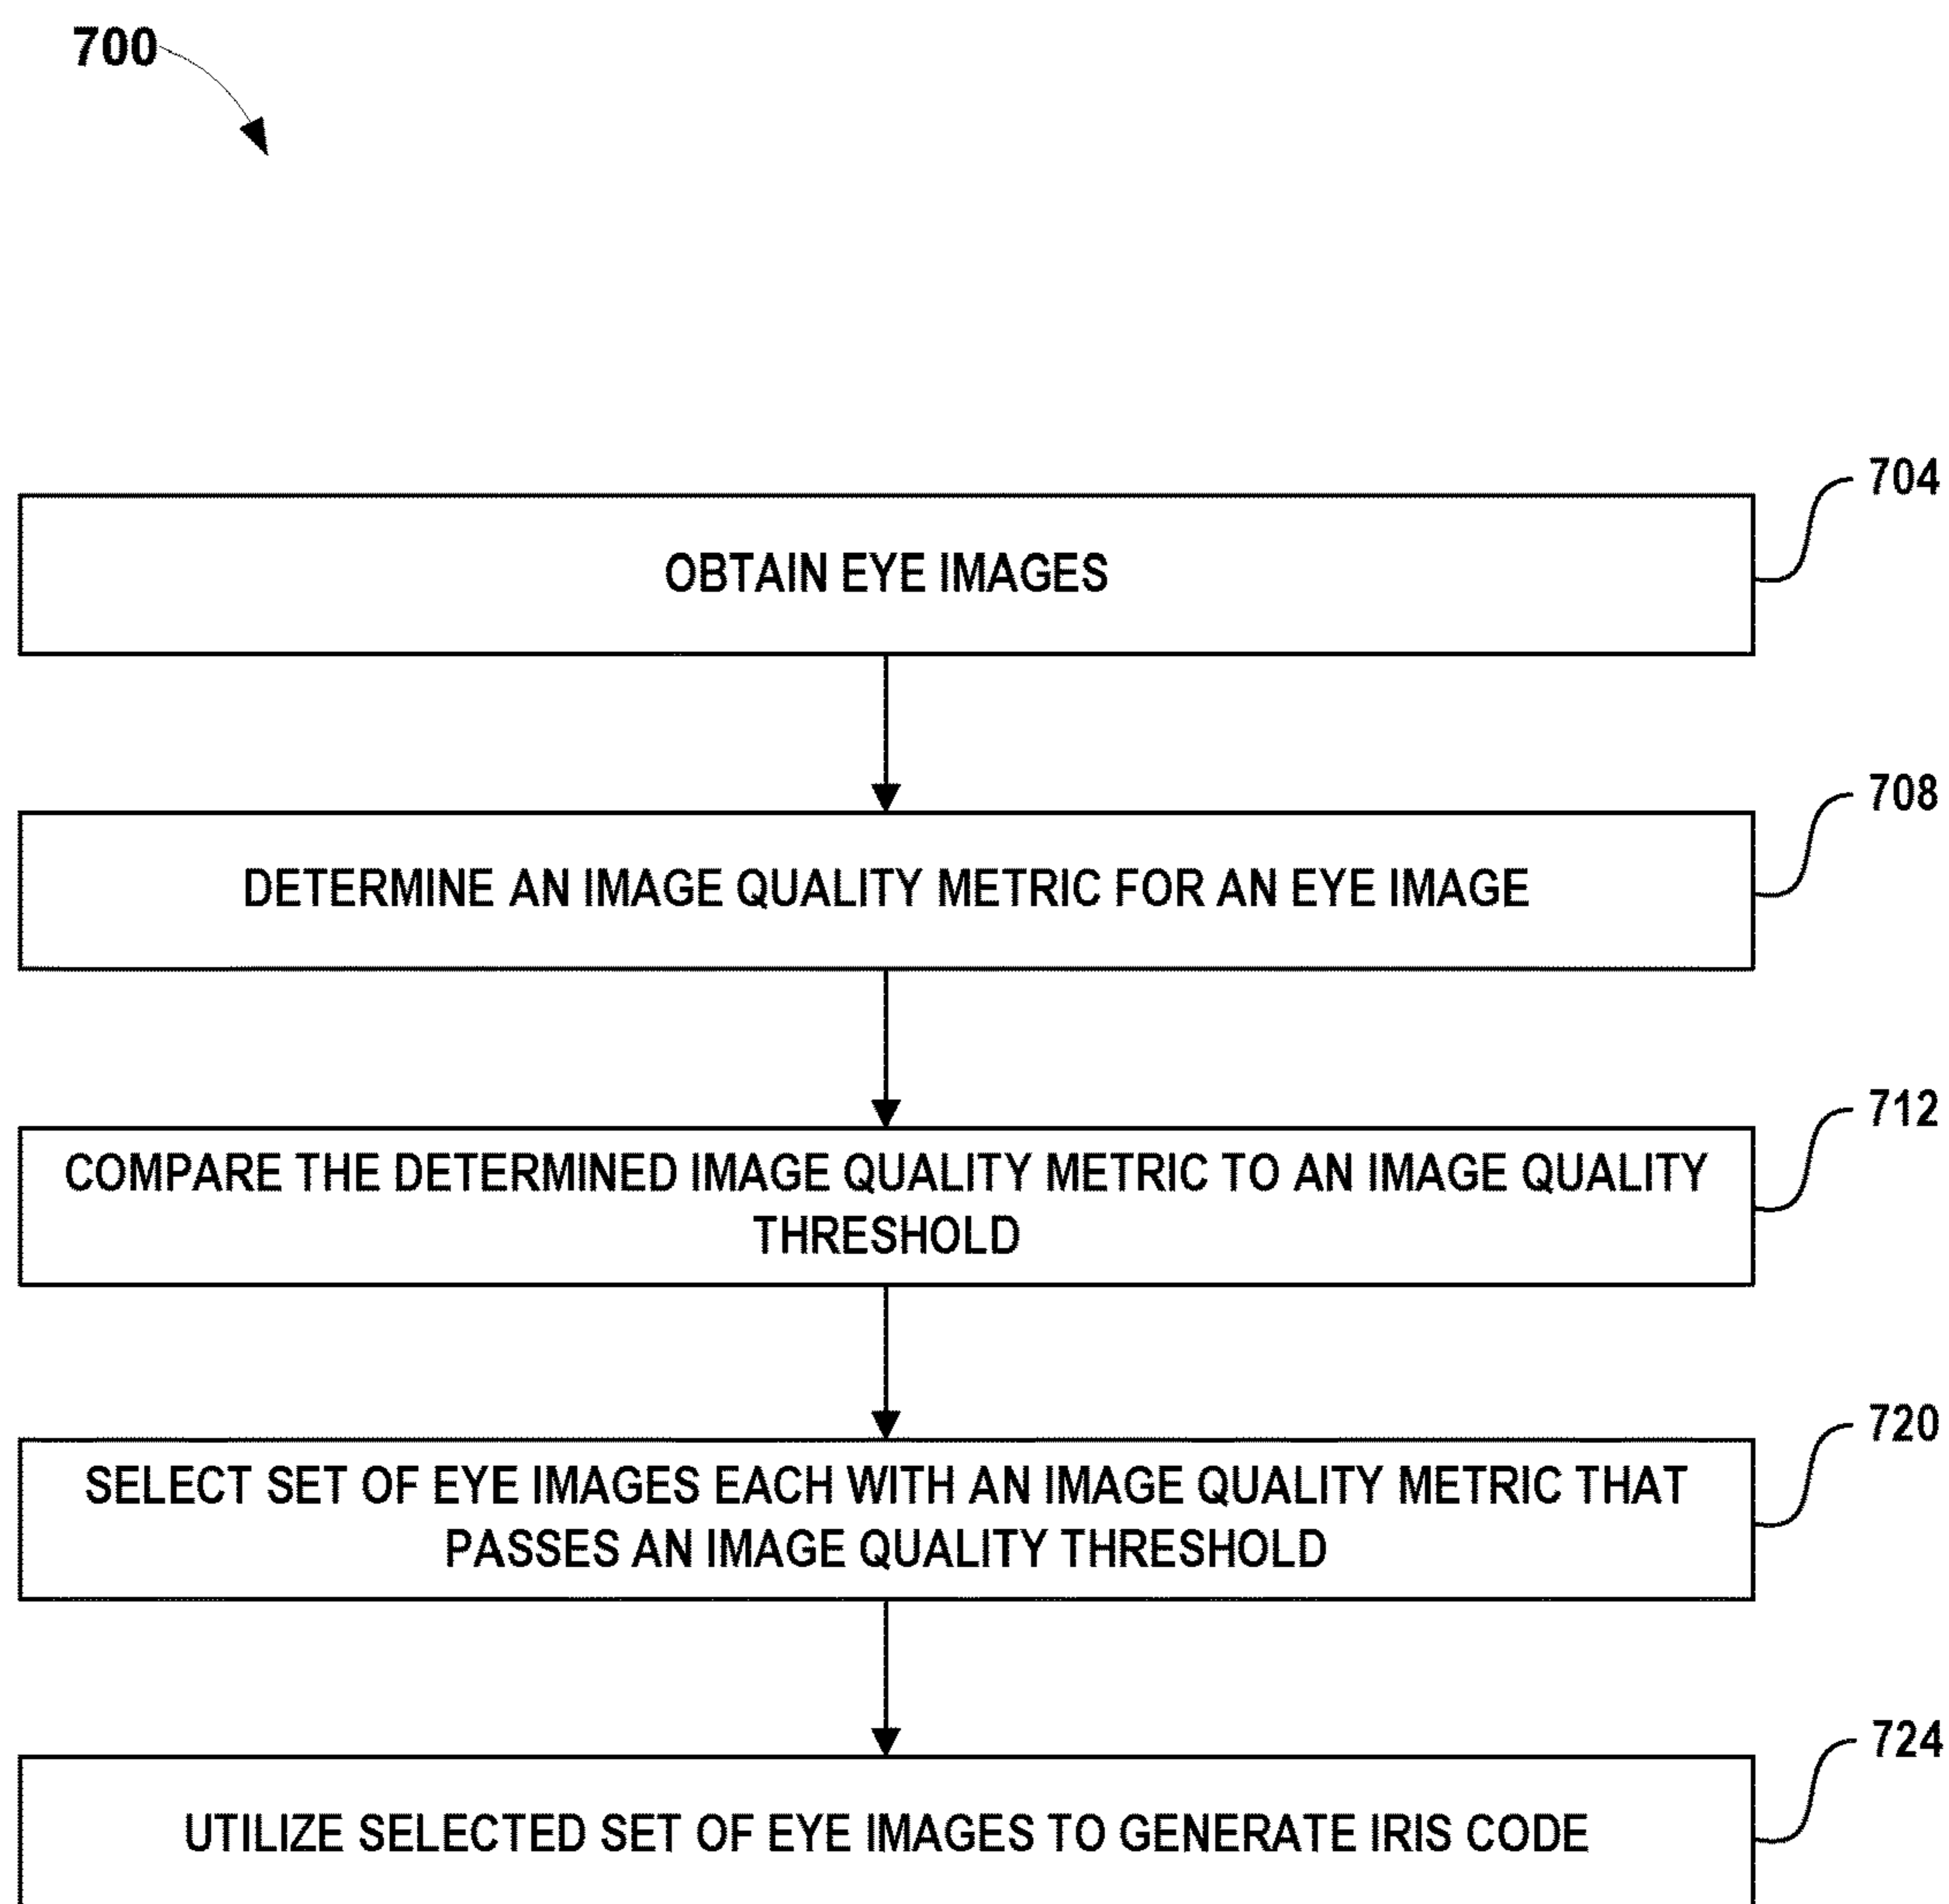 700
704
OBTAIN EYE IMAGES
708
DETERMINE AN IMAGE QUALITY METRIC FOR AN EYE IMAGE
712
COMPARE THE DETERMINED IMAGE QUALITY METRIC TO AN IMAGE QUALITY
THRESHOLD
720
SELECT SET OF EYE IMAGES EACH WITH AN IMAGE QUALITY METRIC THAT
PASSES AN IMAGE QUALITY THRESHOLD
724
UTILIZE SELECTED SET OF EYE IMAGES TO GENERATE IRIS CODE